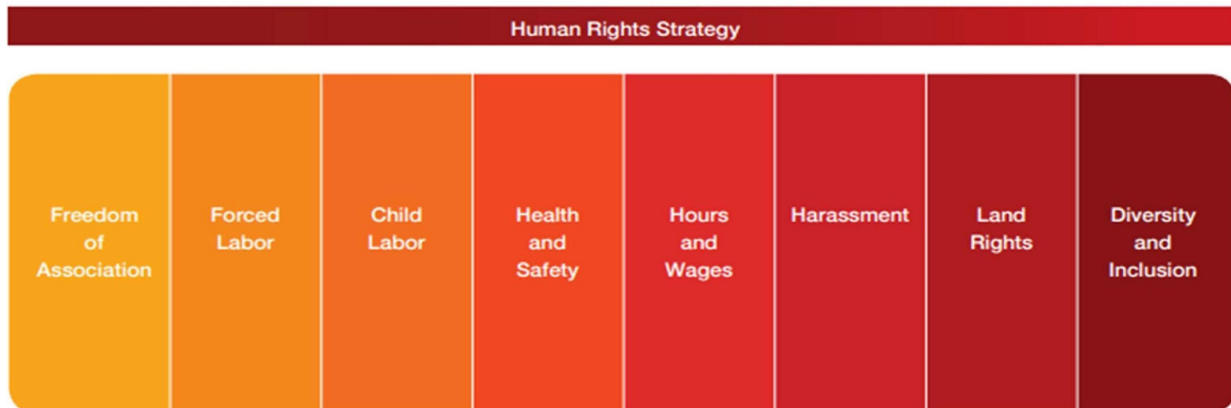 Human Rights Strategy
Freedom
of
Association
Forced
Labor
Child
Labor
Health
and
Safety
Hours
and
Wages
Harassment
Land
Rights
Diversity
and
Inclusion